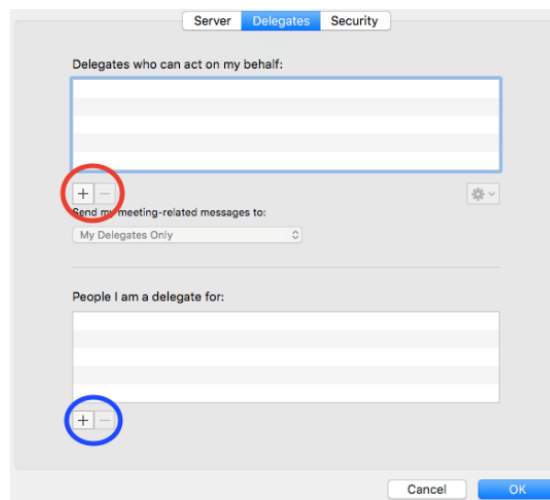 Server Delegates Security
Delegates who can act on my behalf:
+ −
Send my meeting-related messages to:
My Delegates Only
People I am a delegate for:
+ −
Cancel OK